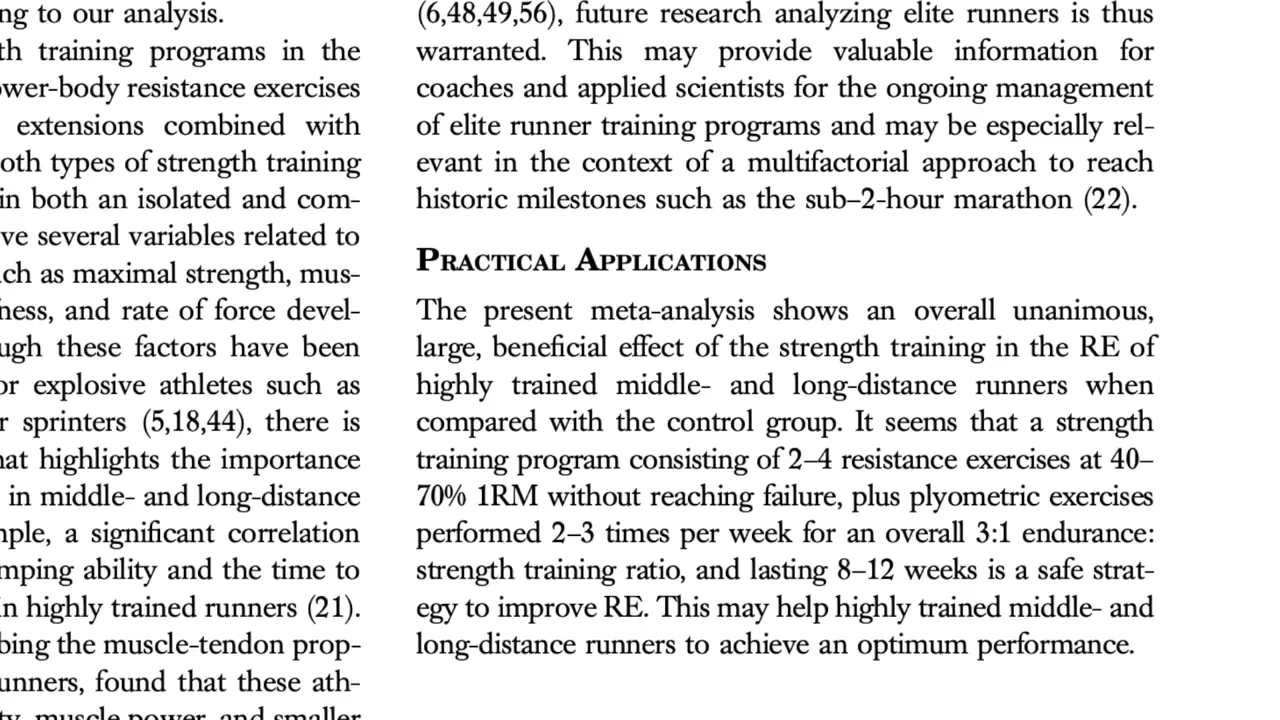 ng to our analysis.
th training programs in the
ower-body resistance exercises
extensions combined with
oth types of strength training
in both an isolated and com-
ve several variables related to
ch as maximal strength, mus-
ness, and rate of force devel-
ugh these factors have been
or explosive athletes such as
r sprinters (5,18,44), there is
hat highlights the importance
in middle- and long-distance
mple, a significant correlation
mping ability and the time to
in highly trained runners (21).
bing the muscle-tendon prop-
unners, found that these ath-
ty, muscle power, and smaller
(6,48,49,56), future research analyzing elite runners is thus
warranted. This may provide valuable information for
coaches and applied scientists for the ongoing management
of elite runner training programs and may be especially rel-
evant in the context of a multifactorial approach to reach
historic milestones such as the sub–2-hour marathon (22).
PRACTICAL APPLICATIONS
The present meta-analysis shows an overall unanimous,
large, beneficial effect of the strength training in the RE of
highly trained middle- and long-distance runners when
compared with the control group. It seems that a strength
training program consisting of 2–4 resistance exercises at 40–
70% 1RM without reaching failure, plus plyometric exercises
performed 2–3 times per week for an overall 3:1 endurance:
strength training ratio, and lasting 8–12 weeks is a safe strat-
egy to improve RE. This may help highly trained middle- and
long-distance runners to achieve an optimum performance.